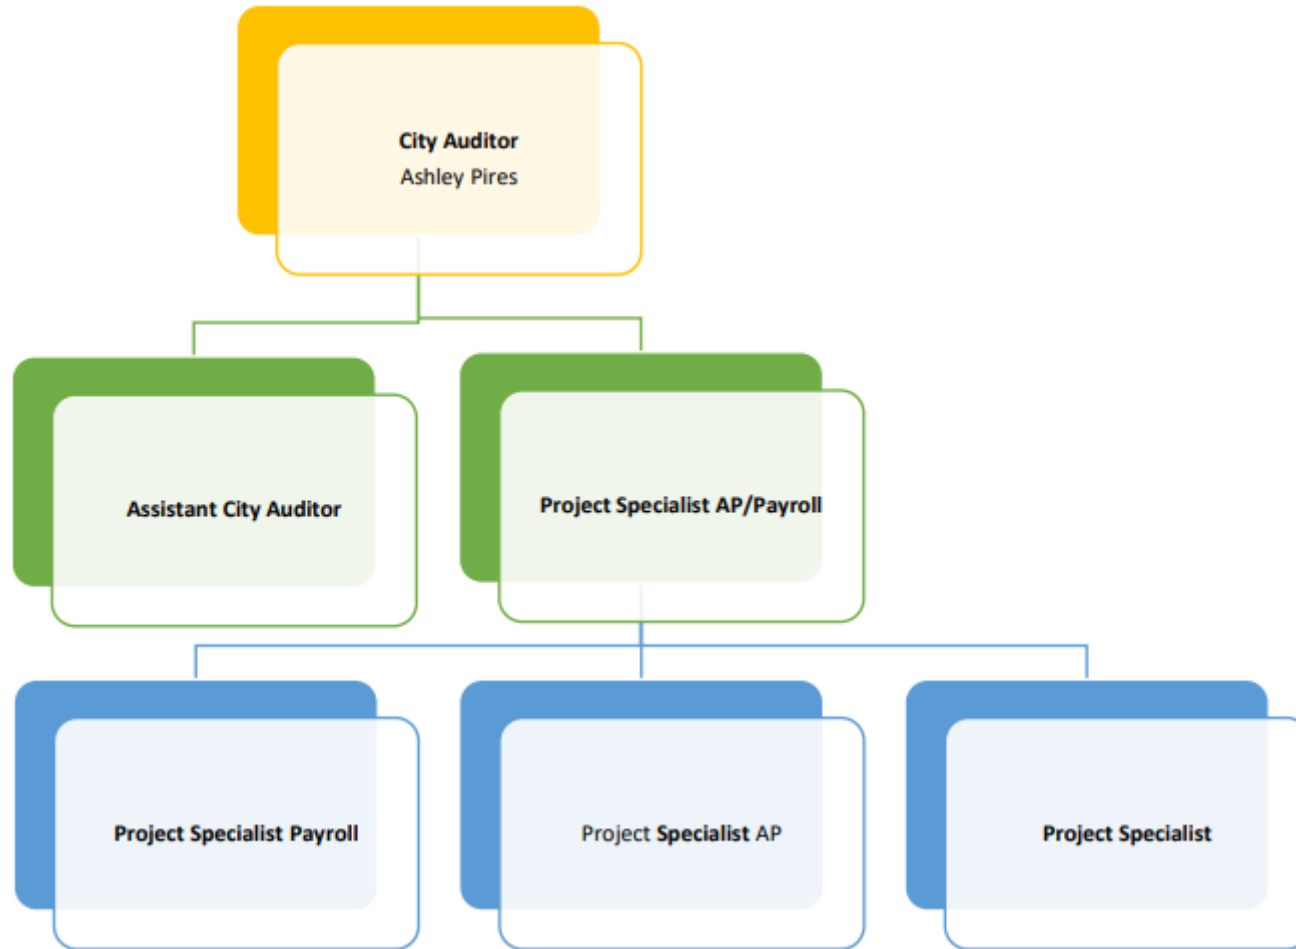 City Auditor
Ashley Pires
Assistant City Auditor
Project Specialist AP/Payroll
Project Specialist Payroll
Project Specialist AP
Project Specialist